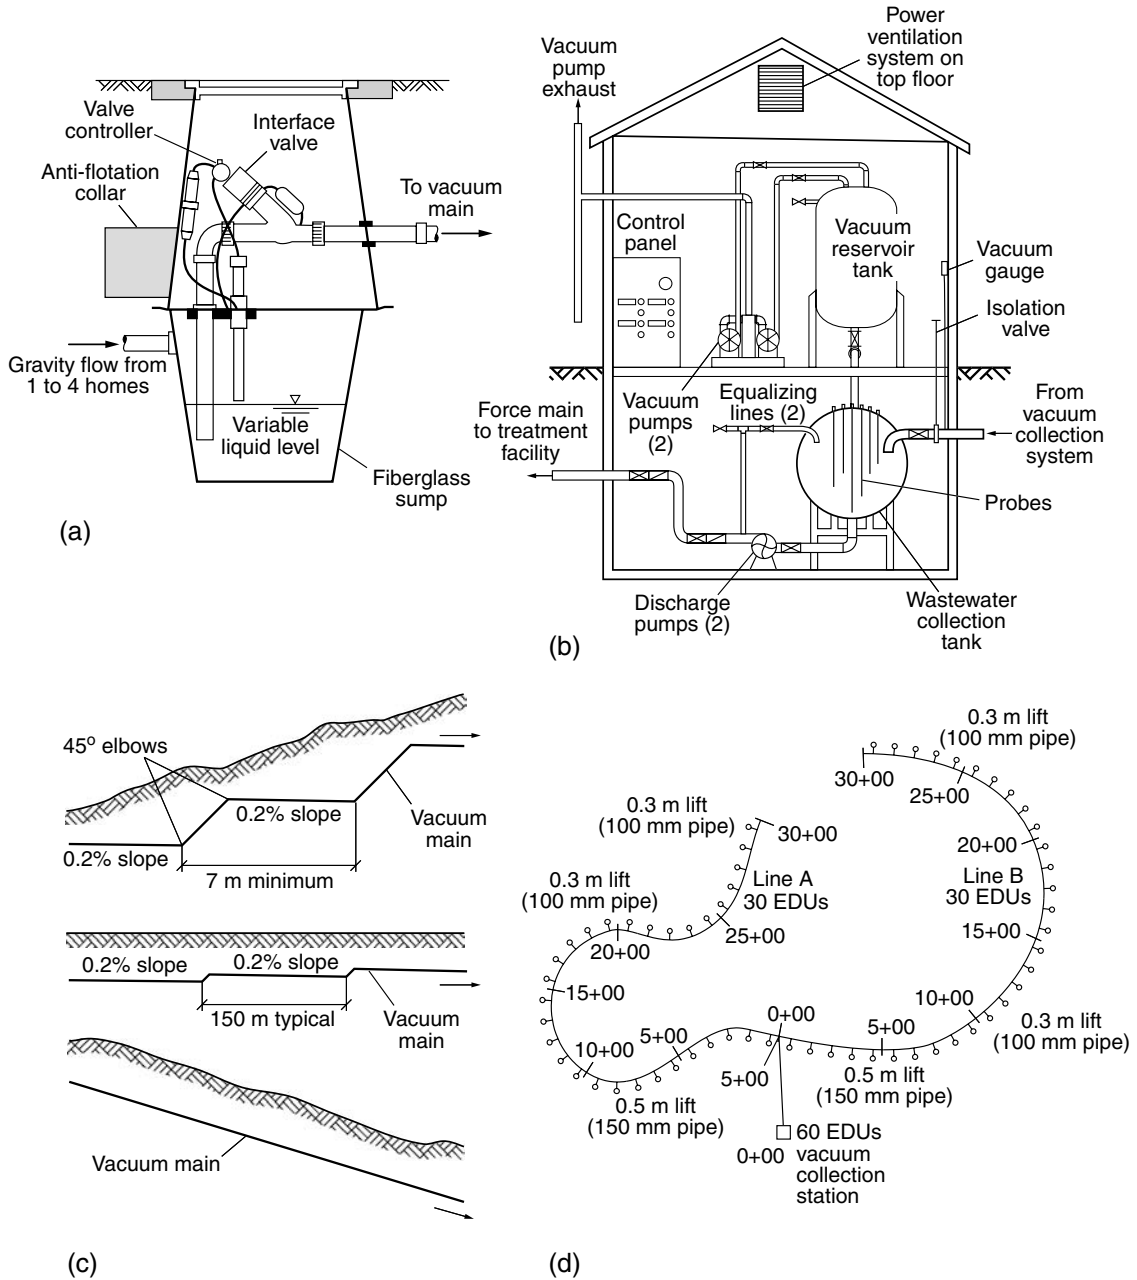 Valve
controller
Interface
valve
Anti-flotation
collar
To vacuum
main
Gravity flow from
1 to 4 homes
Variable
liquid level
Fiberglass
sump
(a)
Vacuum
pump
exhaust
Power
ventilation
system on
top floor
Control
panel
Vacuum
reservoir
tank
Vacuum
gauge
Isolation
valve
Force main
to treatment
facility
Vacuum
pumps
(2)
Equalizing
lines (2)
From
vacuum
collection
system
Probes
Discharge
pumps (2)
Wastewater
collection
tank
(b)
45° elbows
0.2% slope
0.2% slope
Vacuum
main
7 m minimum
0.2% slope
0.2% slope
150 m typical
Vacuum
main
Vacuum main
(c)
0.3 m lift
(100 mm pipe)
30+00
25+00
0.3 m lift
(100 mm pipe)
30+00
20+00
Line A
30 EDUs
Line B
30 EDUs
0.3 m lift
(100 mm pipe)
25+00
20+00
15+00
15+00
10+00
0+00
5+00
5+00
0.3 m lift
(100 mm pipe)
10+00
5+00
0.5 m lift
(150 mm pipe)
0.5 m lift
(150 mm pipe)
60 EDUs
vacuum
collection
station
0+00
(d)